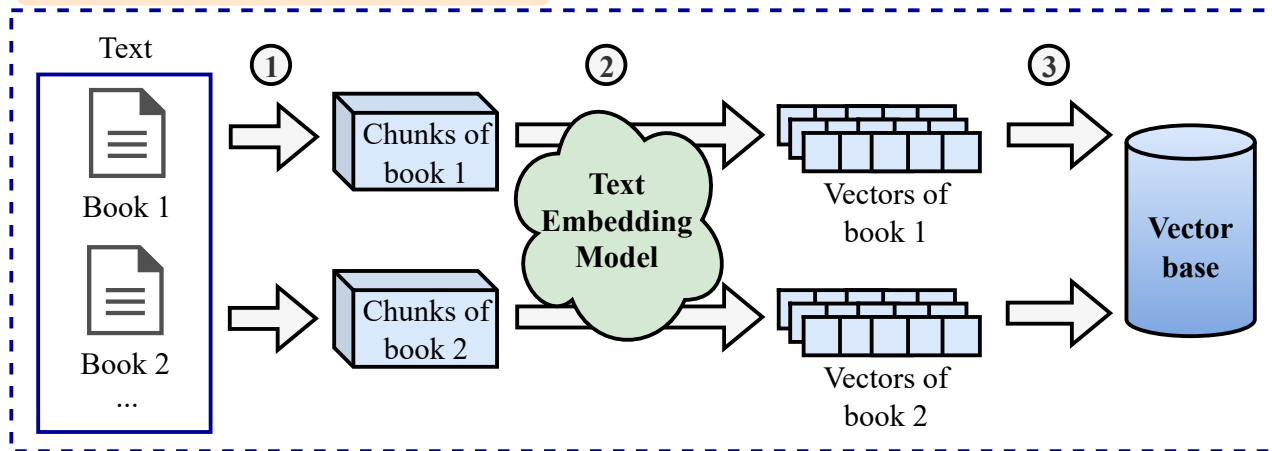 Text
Book 1
Book 2
...
1
Chunks of
book 1
Chunks of
book 2
2
Text
Embedding
Model
Vectors of
book 1
Vectors of
book 2
3
Vector
base